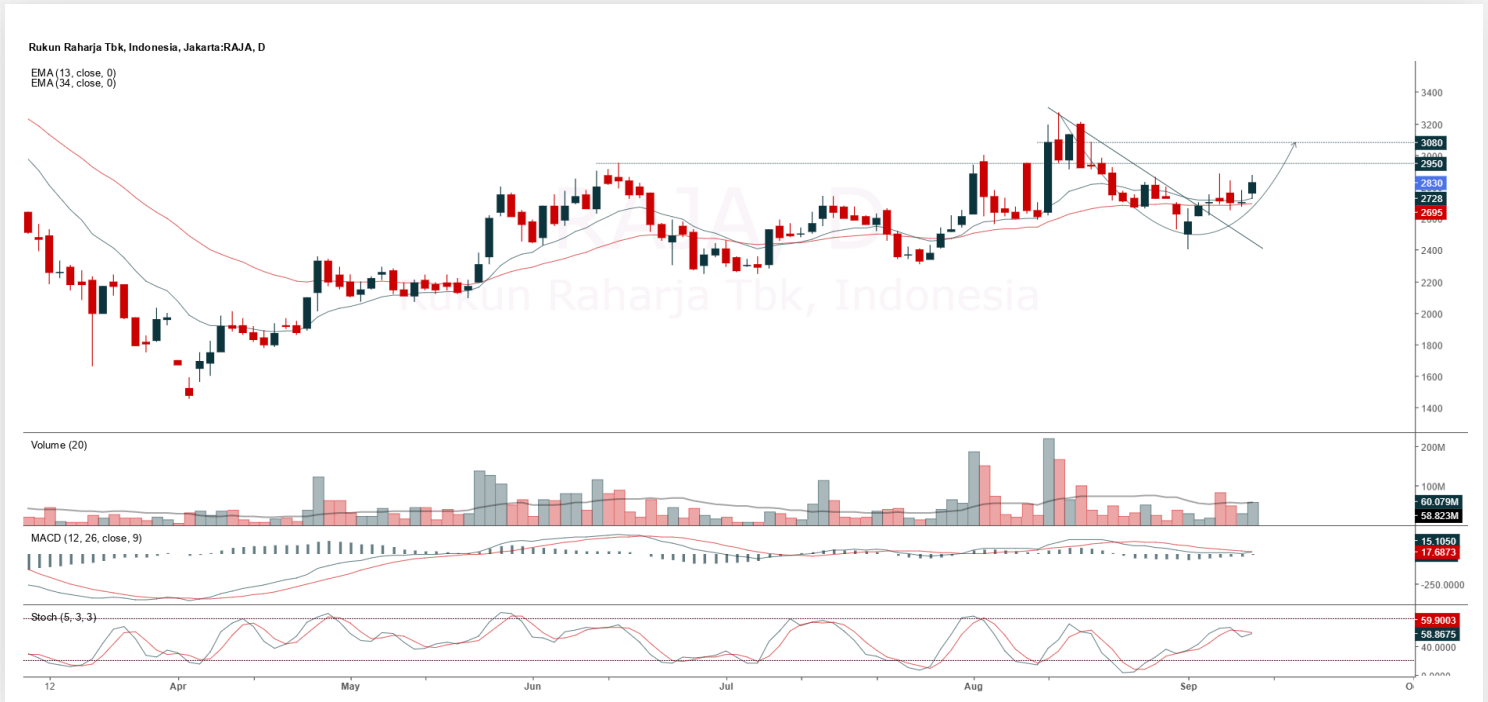 Rukun Raharja Tbk, Indonesia, Jakarta:RAJA, D
EMA (13, close, 0)
EMA (34, close, 0)
RAJA, D
Rukun Raharja Tbk, Indonesia
3400
3200
3080
2950
2830
2728
2695
2400
2200
2000
1800
1600
1400
Volume (20)
200M
100M
60.079M
58.823M
MACD (12, 26, close, 9)
15.1050
17.6873
-250.0000
Stoch (5, 3, 3)
59.9003
58.8675
40.0000
12 Apr May Jun Jul Aug Sep